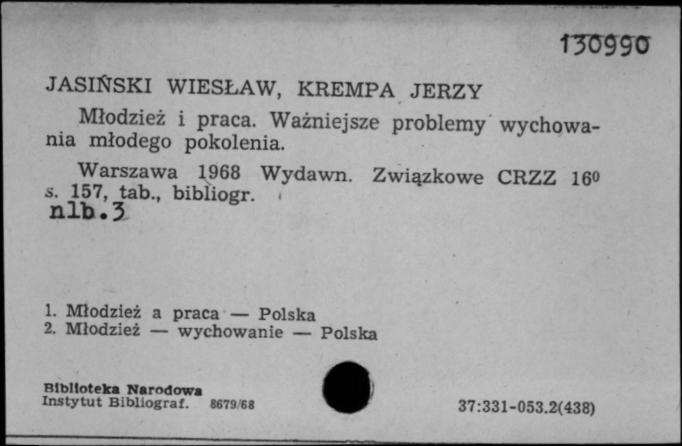 130990
JASIŃSKI WIESŁAW, KREMPA JERZY
Młodzież i praca. Ważniejsze problemy wychowa-
nia młodego pokolenia.
Warszawa 1968 Wydawn. Związkowe CRZZ 16⁰
s. 157, tab., bibliogr.
nlb.3
1. Młodzież a praca — Polska
2. Młodzież — wychowanie — Polska
Biblioteka Narodowa
Instytut Bibliograf. 8679/68
37:331-053.2(438)